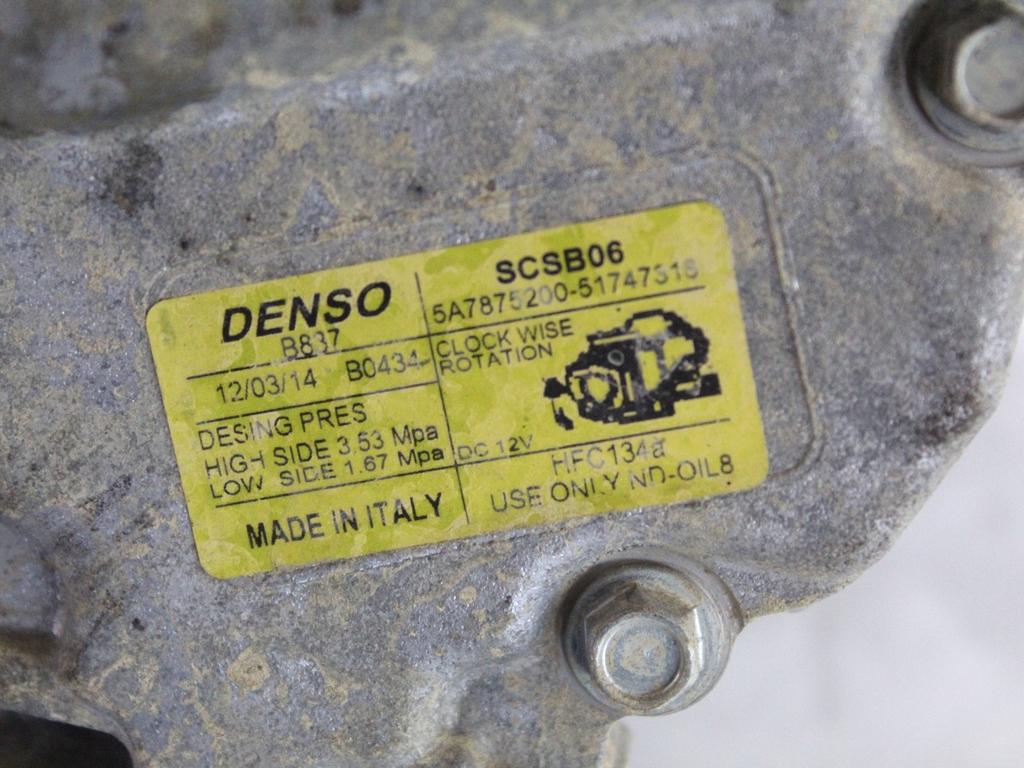 DENSO
B837
12/03/14 B0434-
DESING PRES
HIGH SIDE 3.53 Mpa
LOW SIDE 1.67 Mpa
MADE IN ITALY
SCSB06
5A7875200-51747318
CLOCK WISE
ROTATION
DC 12V
HFC134a
USE ONLY ND-OIL8